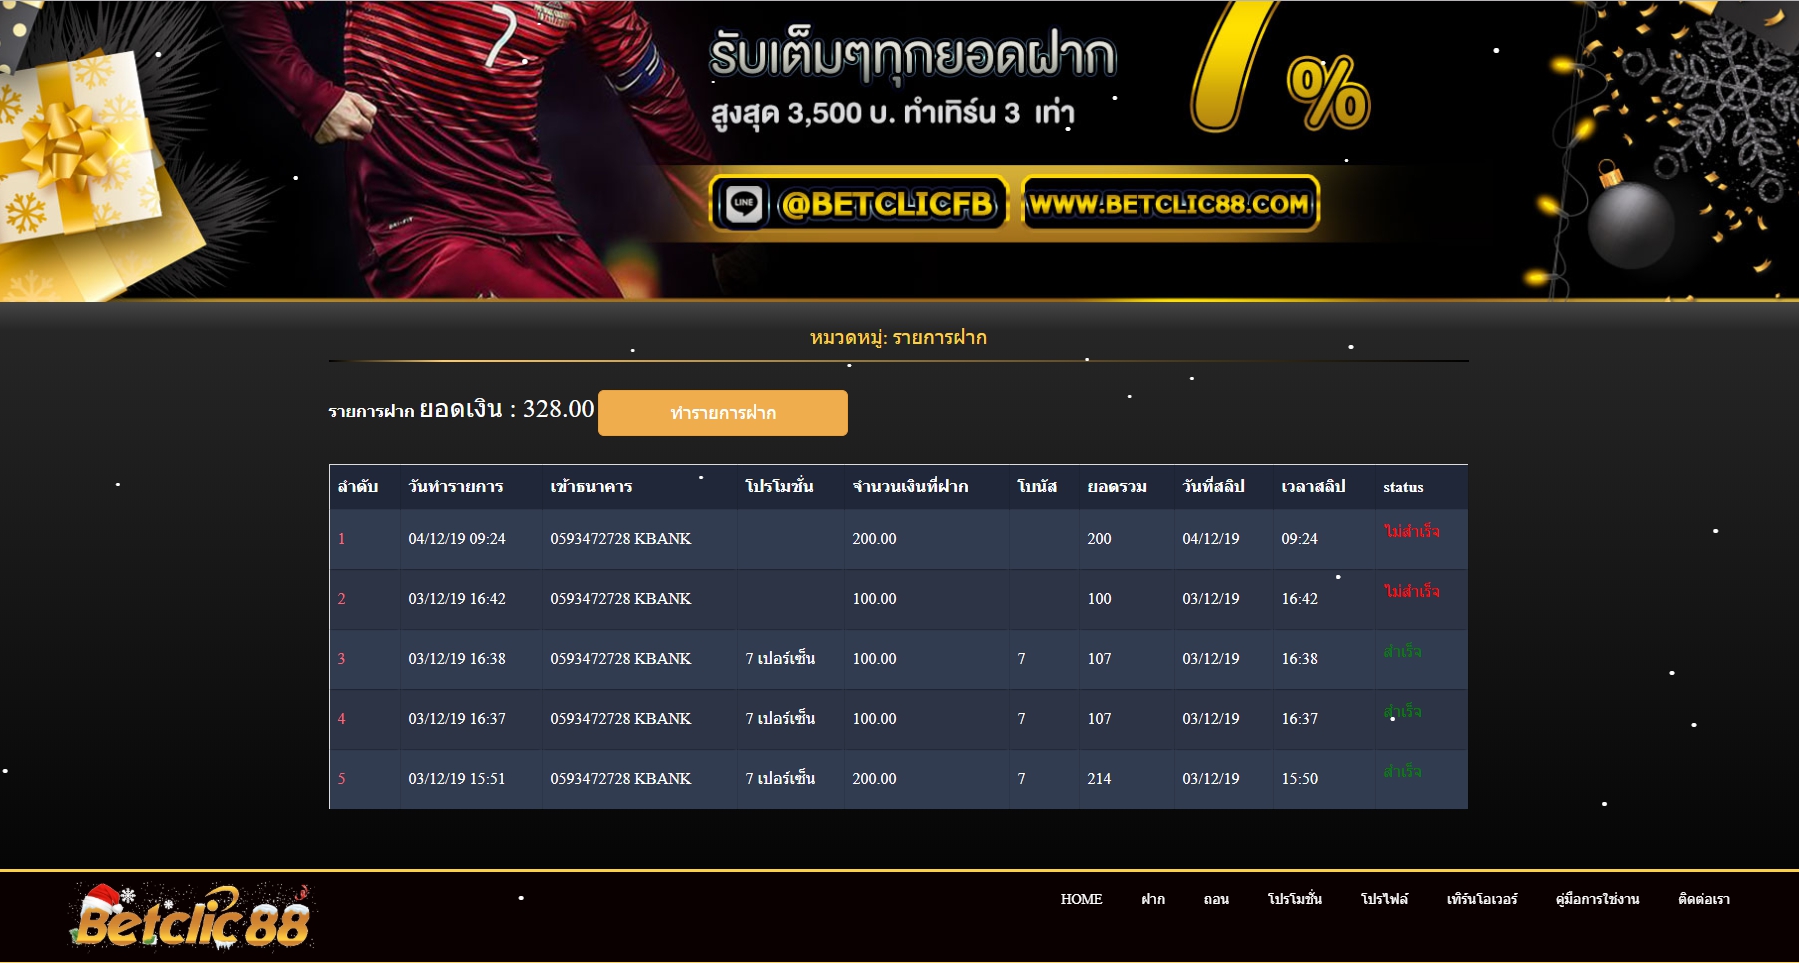 7
รับเต็มๆทุกยอดฝาก
7%
สูงสุด 3,500 บ. ทำเทิร์น 3 เท่า
LINE @BETCLICFB WWW.BETCLIC88.COM
หมวดหมู่: รายการฝาก
รายการฝาก ยอดเงิน : 328.00 ทำรายการฝาก
ลำดับ วันทำรายการ เข้าธนาคาร โปรโมชั่น จำนวนเงินที่ฝาก โบนัส ยอดรวม วันที่สลิป เวลาสลิป status
1 04/12/19 09:24 0593472728 KBANK 200.00 200 04/12/19 09:24 ไม่สำเร็จ
2 03/12/19 16:42 0593472728 KBANK 100.00 100 03/12/19 16:42 ไม่สำเร็จ
3 03/12/19 16:38 0593472728 KBANK 7 เปอร์เซ็น 100.00 7 107 03/12/19 16:38 สำเร็จ
4 03/12/19 16:37 0593472728 KBANK 7 เปอร์เซ็น 100.00 7 107 03/12/19 16:37 สำเร็จ
5 03/12/19 15:51 0593472728 KBANK 7 เปอร์เซ็น 200.00 7 214 03/12/19 15:50 สำเร็จ
Betclic88 HOME ฝาก ถอน โปรโมชั่น โปรไฟล์ เทิร์นโอเวอร์ คู่มือการใช้งาน ติดต่อเรา